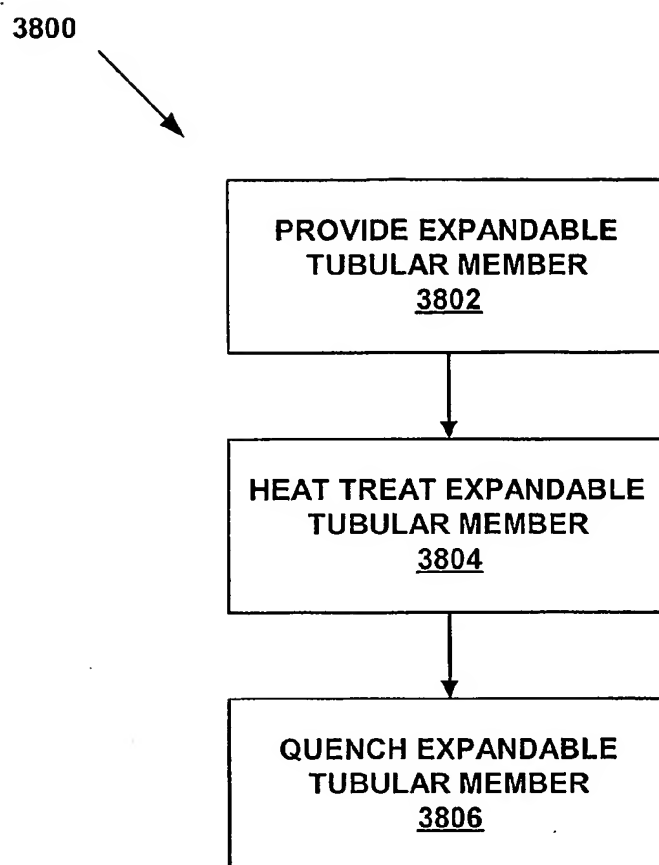 3800
PROVIDE EXPANDABLE
TUBULAR MEMBER
3802
HEAT TREAT EXPANDABLE
TUBULAR MEMBER
3804
QUENCH EXPANDABLE
TUBULAR MEMBER
3806